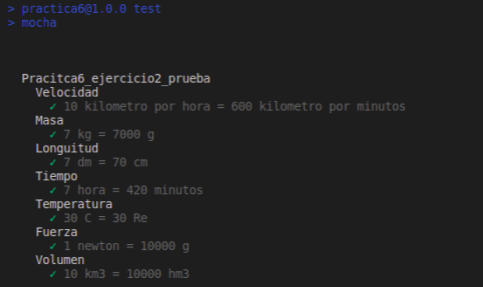 > practica6@1.0.0 test
> mocha
Pracitca6_ejercicio2_prueba
Velocidad
✓ 10 kilometro por hora = 600 kilometro por minutos
Masa
✓ 7 kg = 7000 g
Longuitud
✓ 7 dm = 70 cm
Tiempo
✓ 7 hora = 420 minutos
Temperatura
✓ 30 C = 30 Re
Fuerza
✓ 1 newton = 10000 g
Volumen
✓ 10 km3 = 10000 hm3